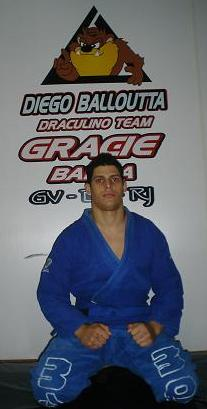 DIEGO BALLOUTTA
DRACULINO TEAM
GRACIE
GV - RJ